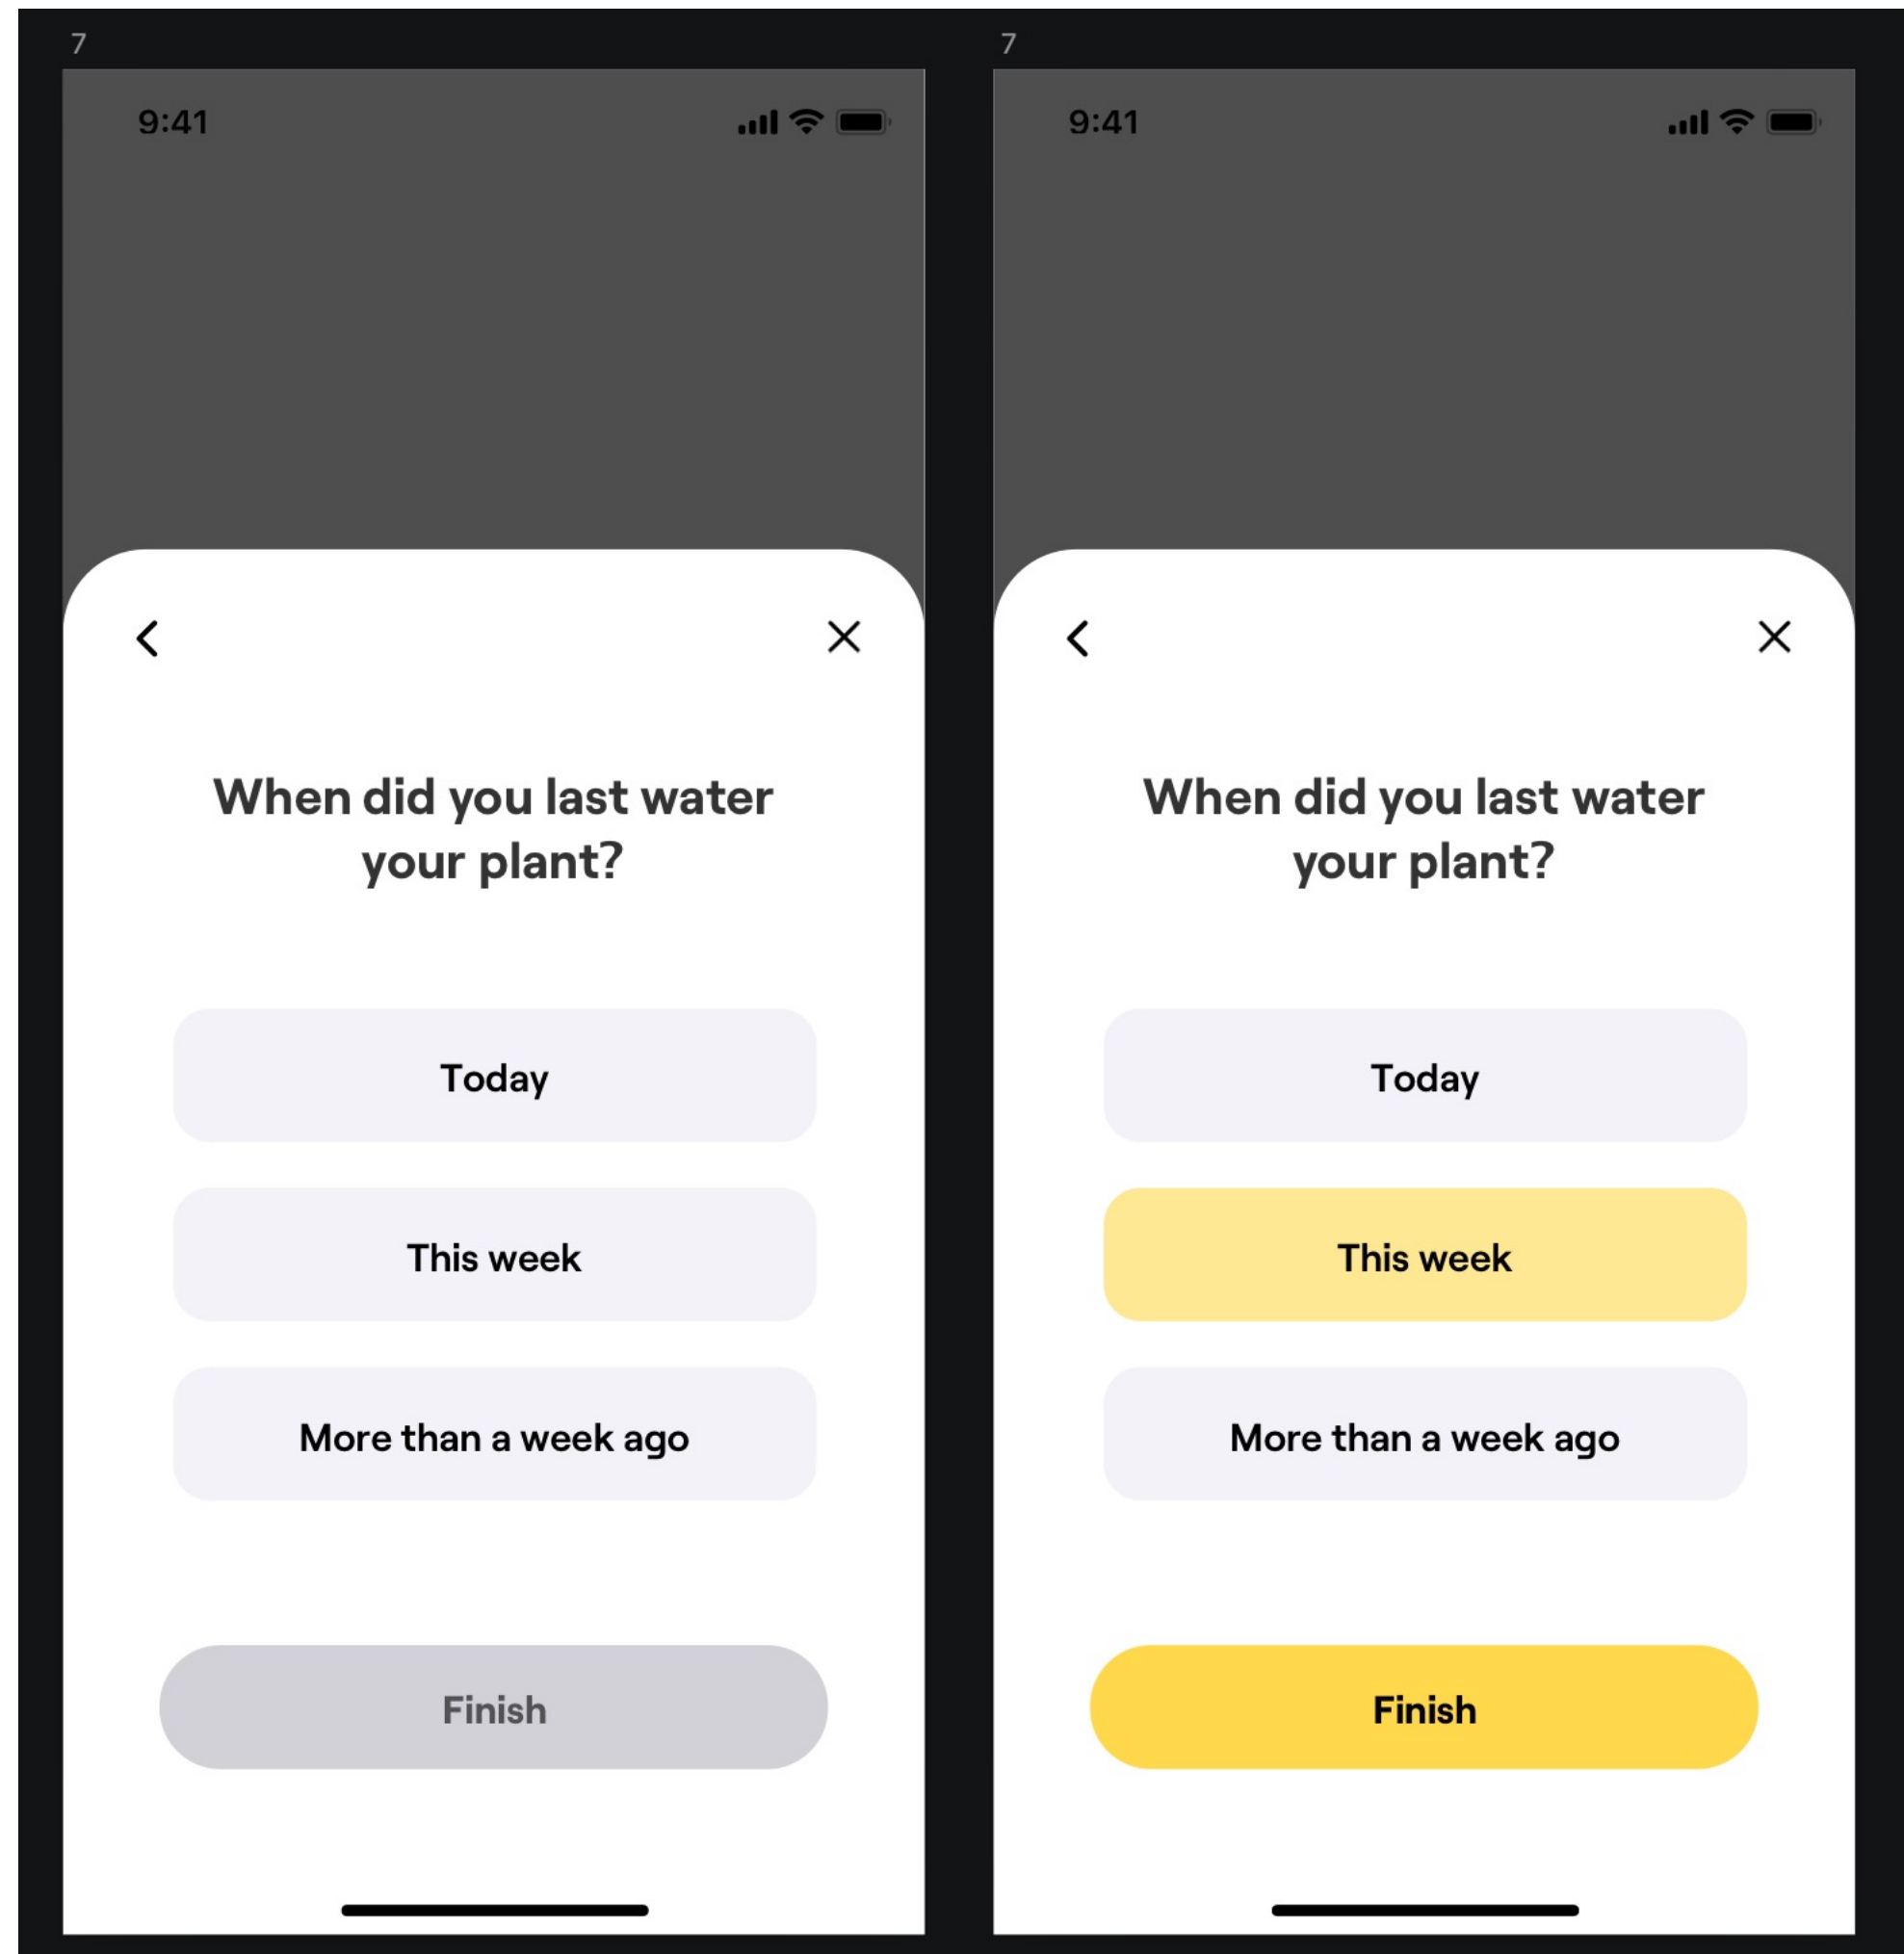 7
9:41
When did you last water
your plant?
Today
This week
More than a week ago
Finish
7
9:41
When did you last water
your plant?
Today
This week
More than a week ago
Finish